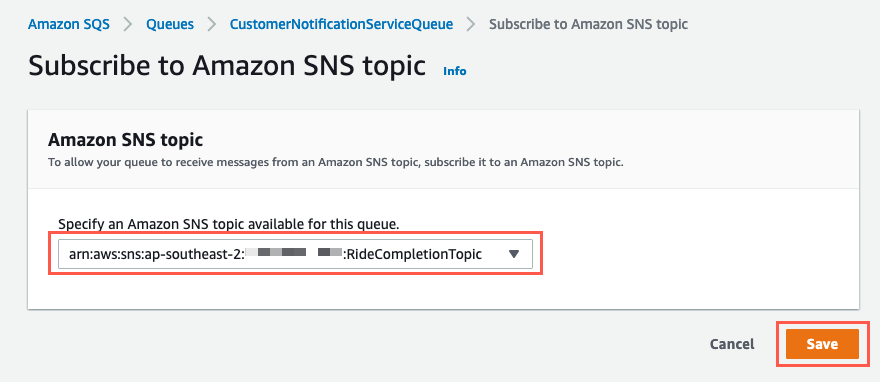 Amazon SQS > Queues > CustomerNotificationServiceQueue > Subscribe to Amazon SNS topic
Subscribe to Amazon SNS topic Info
Amazon SNS topic
To allow your queue to receive messages from an Amazon SNS topic, subscribe it to an Amazon SNS topic.
Specify an Amazon SNS topic available for this queue.
arn:aws:sns:ap-southeast-2: :RideCompletionTopic
Cancel Save